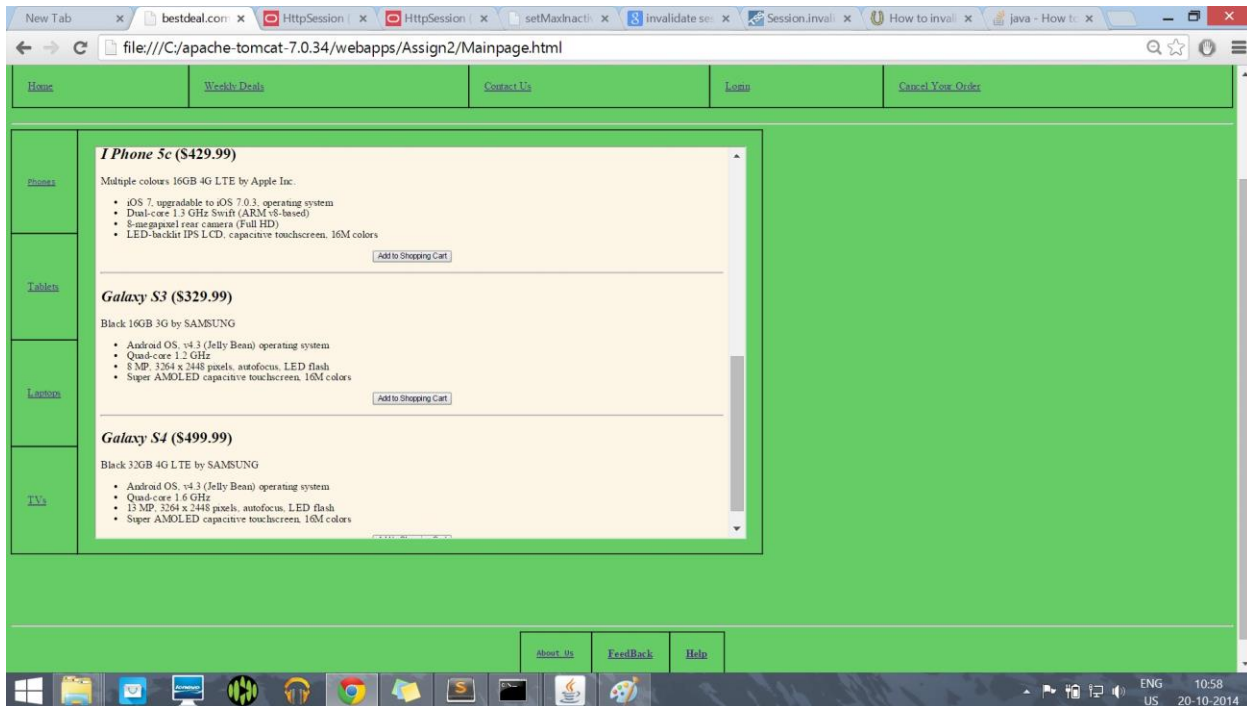 New Tab
bestdeal.com
HttpSession (
HttpSession (
setMaxInactiv
invalidate ses
Session.invali
How to invali
java - How to
file:///C:/apache-tomcat-7.0.34/webapps/Assign2/Mainpage.html
Home
Weekly Deals
Contact Us
Login
Cancel Your Order
Phones
Tablets
Laptops
TVs
I Phone 5c ($429.99)
Multiple colours 16GB 4G LTE by Apple Inc.
• iOS 7, upgradable to iOS 7.0.3, operating system
• Dual-core 1.3 GHz Swift (ARM v8-based)
• 8-megapixel rear camera (Full HD)
• LED-backlit IPS LCD, capacitive touchscreen, 16M colors
Add to Shopping Cart
Galaxy S3 ($329.99)
Black 16GB 3G by SAMSUNG
• Android OS, v4.3 (Jelly Bean) operating system
• Quad-core 1.2 GHz
• 8 MP, 3264 x 2448 pixels, autofocus, LED flash
• Super AMOLED capacitive touchscreen, 16M colors
Add to Shopping Cart
Galaxy S4 ($499.99)
Black 32GB 4G LTE by SAMSUNG
• Android OS, v4.3 (Jelly Bean) operating system
• Quad-core 1.6 GHz
• 13 MP, 3264 x 2448 pixels, autofocus, LED flash
• Super AMOLED capacitive touchscreen, 16M colors
About Us
FeedBack
Help
lenovo
ENG
US
10:58
20-10-2014